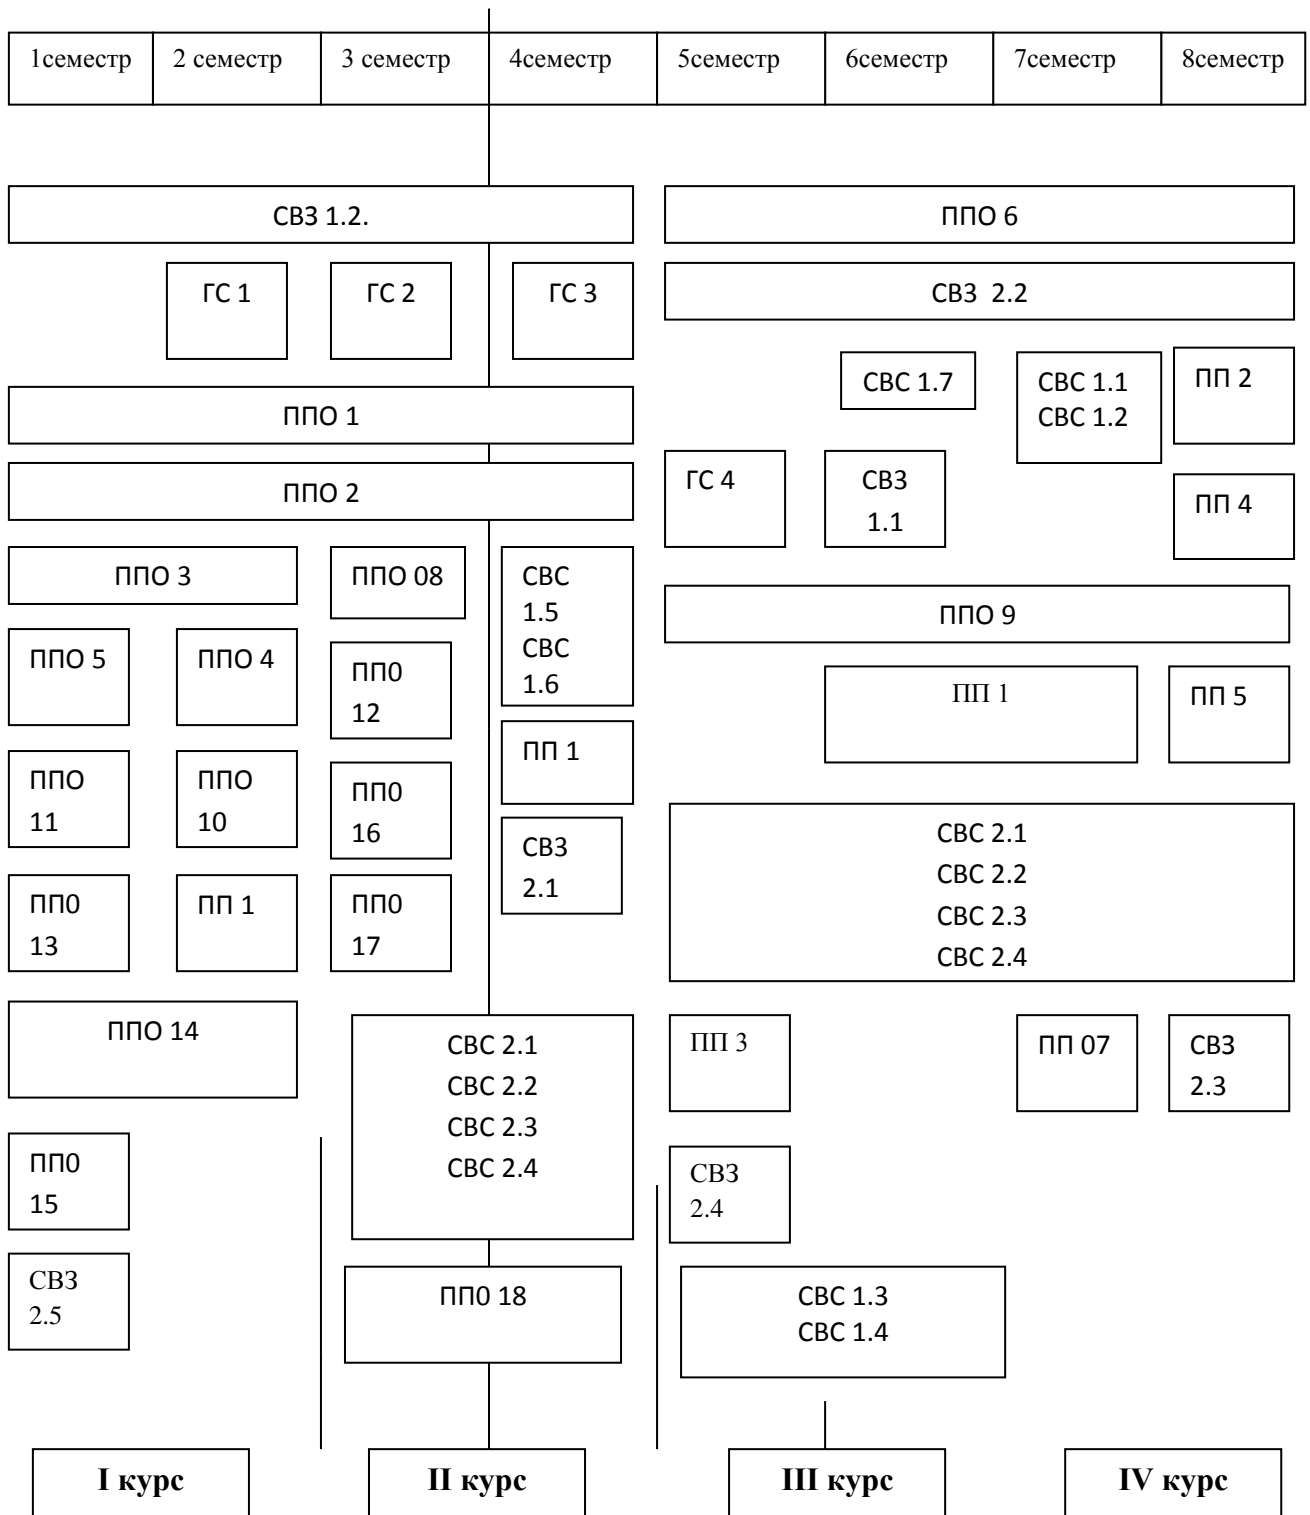 1семестр 2 семестр 3 семестр 4семестр 5семестр 6семестр 7семестр 8семестр
СВЗ 1.2. ППО 6
ГС 1 ГС 2 ГС 3 СВЗ 2.2
СВС 1.7 СВС 1.1 ПП 2
СВС 1.2
ППО 1
ГС 4 СВЗ ПП 4
1.1
ППО 2
ППО 3 ППО 08 СВС
1.5
СВС
1.6
ППО 9
ППО 5 ППО 4 ПП0
12
ПП 1 ПП 5
ПП 1
ППО ППО ПП0
11 10 16
СВЗ
2.1
СВС 2.1
СВС 2.2
СВС 2.3
СВС 2.4
ПП0 ПП 1 ПП0
13 17
ППО 14
СВС 2.1
СВС 2.2
СВС 2.3
СВС 2.4
ПП 3 ПП 07 СВЗ
2.3
ПП0
15
СВЗ
2.4
СВЗ
2.5
ПП0 18
СВС 1.3
СВС 1.4
I курс II курс III курс IV курс